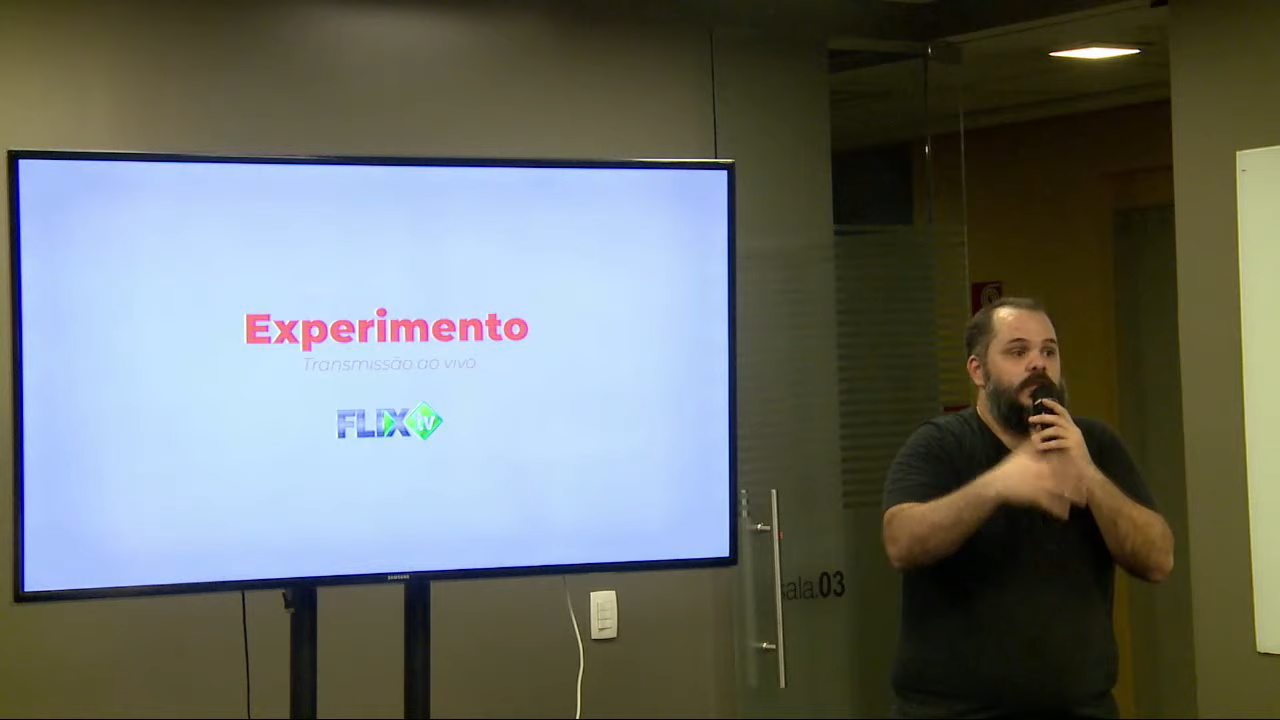 Experimento
Transmissão ao vivo
FLIX tv
SAMSUNG
sala.03